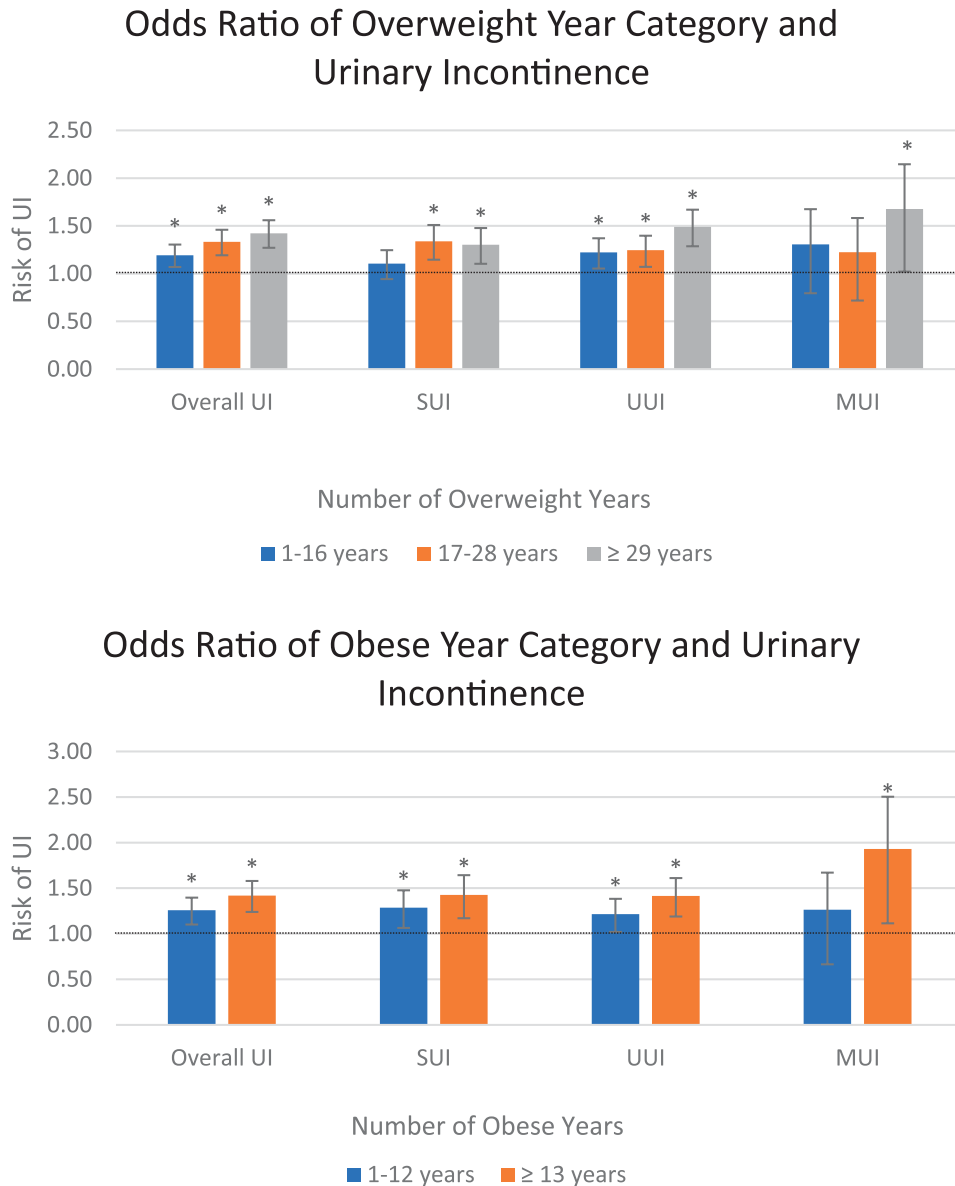 Odds Ratio of Overweight Year Category and
Urinary Incontinence
Risk of UI
2.50
2.00
1.50
1.00
0.50
0.00
* * * * * * * * *
Overall UI SUI UUI MUI
Number of Overweight Years
1-16 years 17-28 years ≥ 29 years
Odds Ratio of Obese Year Category and Urinary
Incontinence
Risk of UI
3.00
2.50
2.00
1.50
1.00
0.50
0.00
* * * * * * *
Overall UI SUI UUI MUI
Number of Obese Years
1-12 years ≥ 13 years